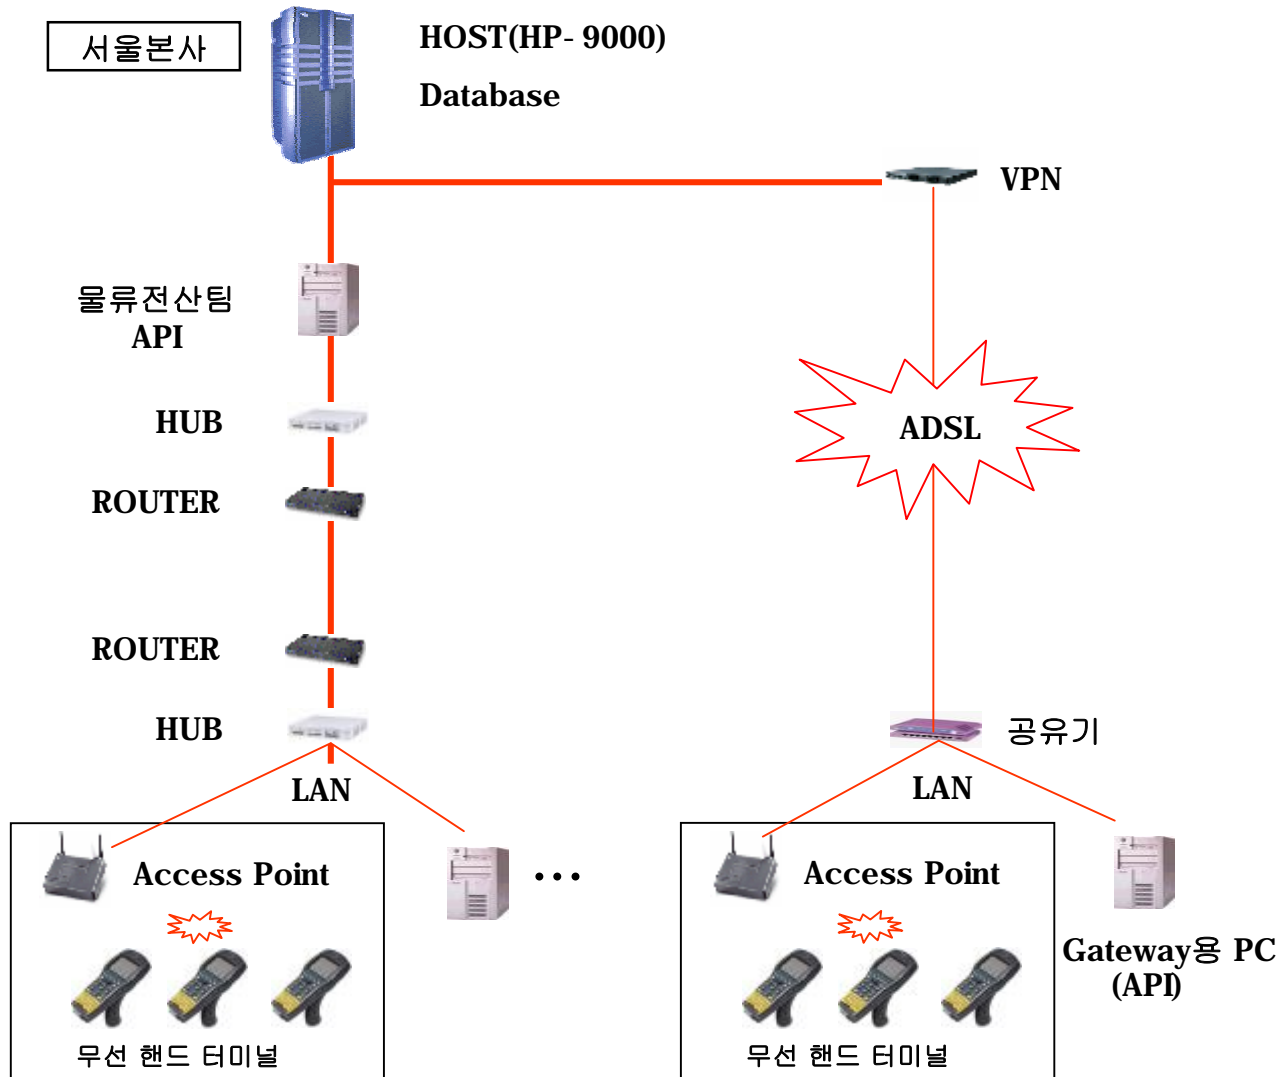 서울본사
HOST(HP- 9000)
Database
VPN
물류전산팀
API
HUB
ADSL
ROUTER
ROUTER
HUB
공유기
LAN
LAN
Access Point
...
Access Point
Gateway용 PC
(API)
무선 핸드 터미널
무선 핸드 터미널